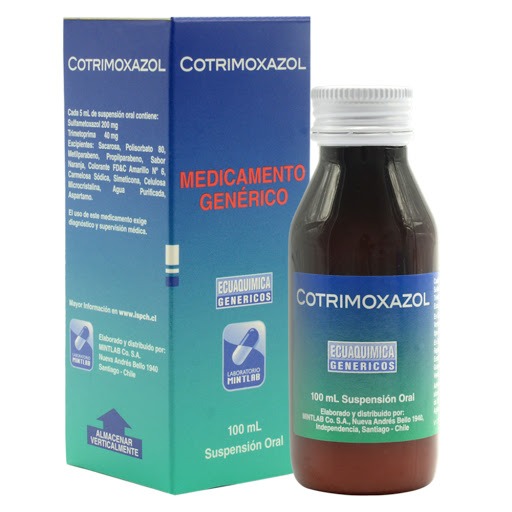 COTRIMOXAZOL
Cada 5 mL de suspensión oral contiene:
Sulfametoxazol 200 mg
Trimetoprima 40 mg
Excipientes: Sacarosa, Polisorbato 80,
Metilparabeno, Propilparabeno, Sabor
Naranja, Colorante FD&C Amarillo Nº 6,
Carmelosa Sódica, Simeticona, Celulosa
Microcristalina, Agua Purificada,
Aspartamo.
El uso de este medicamento exige
diagnóstico y supervisión médica.
Mayor Información en www.ispch.cl
Elaborado y distribuido por:
MINTLAB Co. S.A.,
Nueva Andrés Bello 1940
Santiago - Chile
ALMACENAR
VERTICALMENTE
COTRIMOXAZOL
MEDICAMENTO
GENÉRICO
ECUAQUIMICA
GENERICOS
LABORATORIO
MINTLAB
100 mL
Suspensión Oral
COTRIMOXAZOL
ECUAQUIMICA
GENERICOS
100 mL Suspensión Oral
Elaborado y distribuido por:
MINTLAB Co. S.A., Nueva Andrés Bello 1940,
Independencia, Santiago - Chile